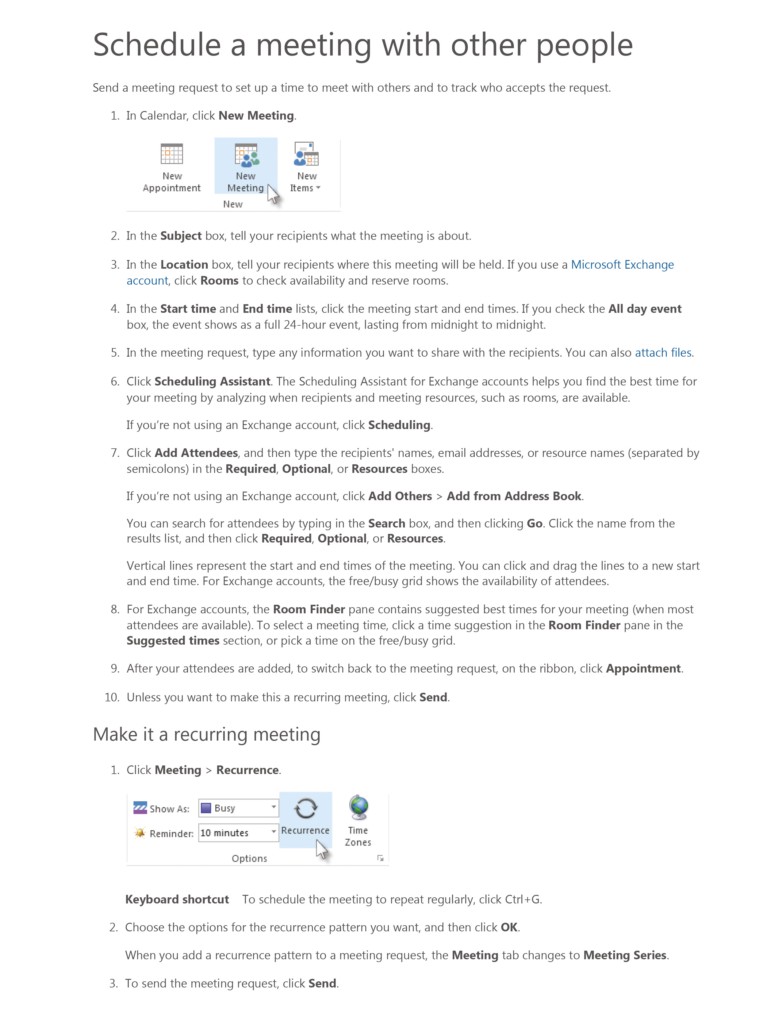 Schedule a meeting with other people
Send a meeting request to set up a time to meet with others and to track who accepts the request.
1. In Calendar, click New Meeting.
New Appointment
New Meeting
New Items
New
2. In the Subject box, tell your recipients what the meeting is about.
3. In the Location box, tell your recipients where this meeting will be held. If you use a Microsoft Exchange
account, click Rooms to check availability and reserve rooms.
4. In the Start time and End time lists, click the meeting start and end times. If you check the All day event
box, the event shows as a full 24-hour event, lasting from midnight to midnight.
5. In the meeting request, type any information you want to share with the recipients. You can also attach files.
6. Click Scheduling Assistant. The Scheduling Assistant for Exchange accounts helps you find the best time for
your meeting by analyzing when recipients and meeting resources, such as rooms, are available.
If you're not using an Exchange account, click Scheduling.
7. Click Add Attendees, and then type the recipients' names, email addresses, or resource names (separated by
semicolons) in the Required, Optional, or Resources boxes.
If you're not using an Exchange account, click Add Others > Add from Address Book.
You can search for attendees by typing in the Search box, and then clicking Go. Click the name from the
results list, and then click Required, Optional, or Resources.
Vertical lines represent the start and end times of the meeting. You can click and drag the lines to a new start
and end time. For Exchange accounts, the free/busy grid shows the availability of attendees.
8. For Exchange accounts, the Room Finder pane contains suggested best times for your meeting (when most
attendees are available). To select a meeting time, click a time suggestion in the Room Finder pane in the
Suggested times section, or pick a time on the free/busy grid.
9. After your attendees are added, to switch back to the meeting request, on the ribbon, click Appointment.
10. Unless you want to make this a recurring meeting, click Send.
Make it a recurring meeting
1. Click Meeting > Recurrence.
Show As: Busy
Reminder: 10 minutes
Recurrence
Time
Zones
Options
Keyboard shortcut To schedule the meeting to repeat regularly, click Ctrl+G.
2. Choose the options for the recurrence pattern you want, and then click OK.
When you add a recurrence pattern to a meeting request, the Meeting tab changes to Meeting Series.
3. To send the meeting request, click Send.